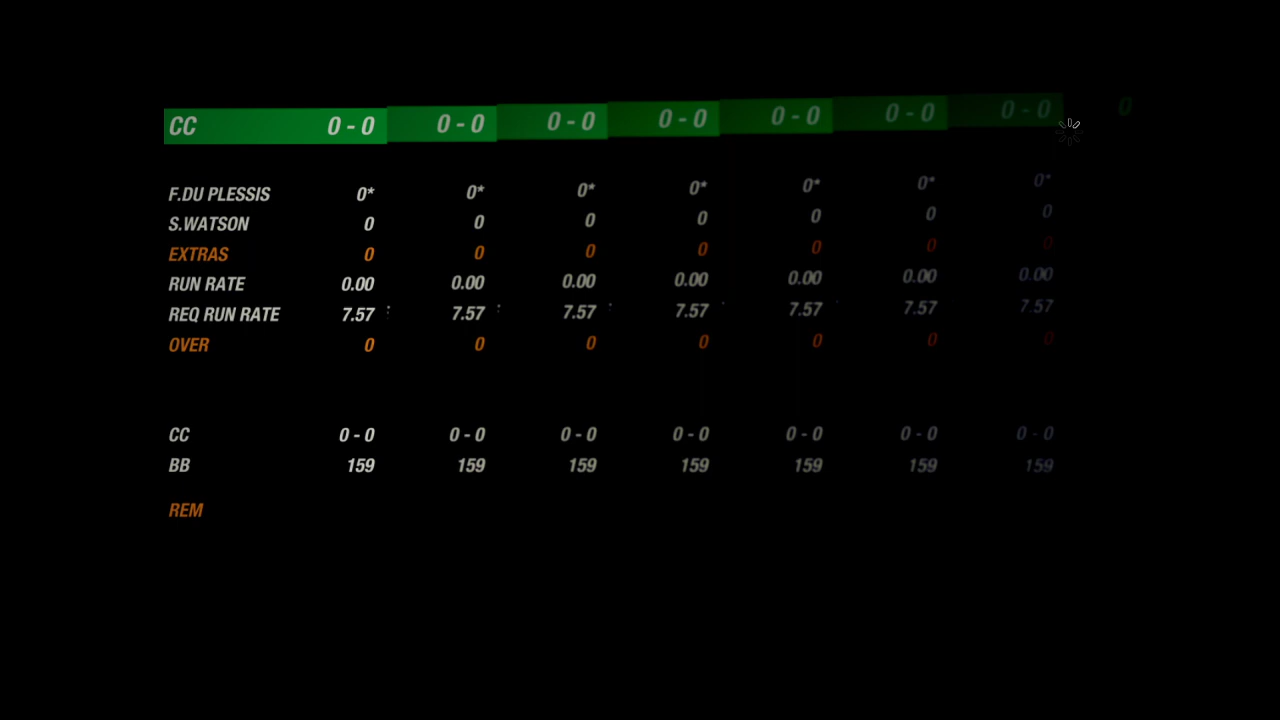 CC 0 - 0 0 - 0 0 - 0 0 - 0 0 - 0 0 - 0 0 - 0 0
F.DU PLESSIS 0* 0* 0* 0* 0* 0* 0*
S.WATSON 0 0 0 0 0 0 0
EXTRAS 0 0 0 0 0 0 0
RUN RATE 0.00 0.00 0.00 0.00 0.00 0.00 0.00
REQ RUN RATE 7.57 7.57 7.57 7.57 7.57 7.57 7.57
OVER 0 0 0 0 0 0 0
CC 0 - 0 0 - 0 0 - 0 0 - 0 0 - 0 0 - 0 0 - 0
BB 159 159 159 159 159 159 159
REM